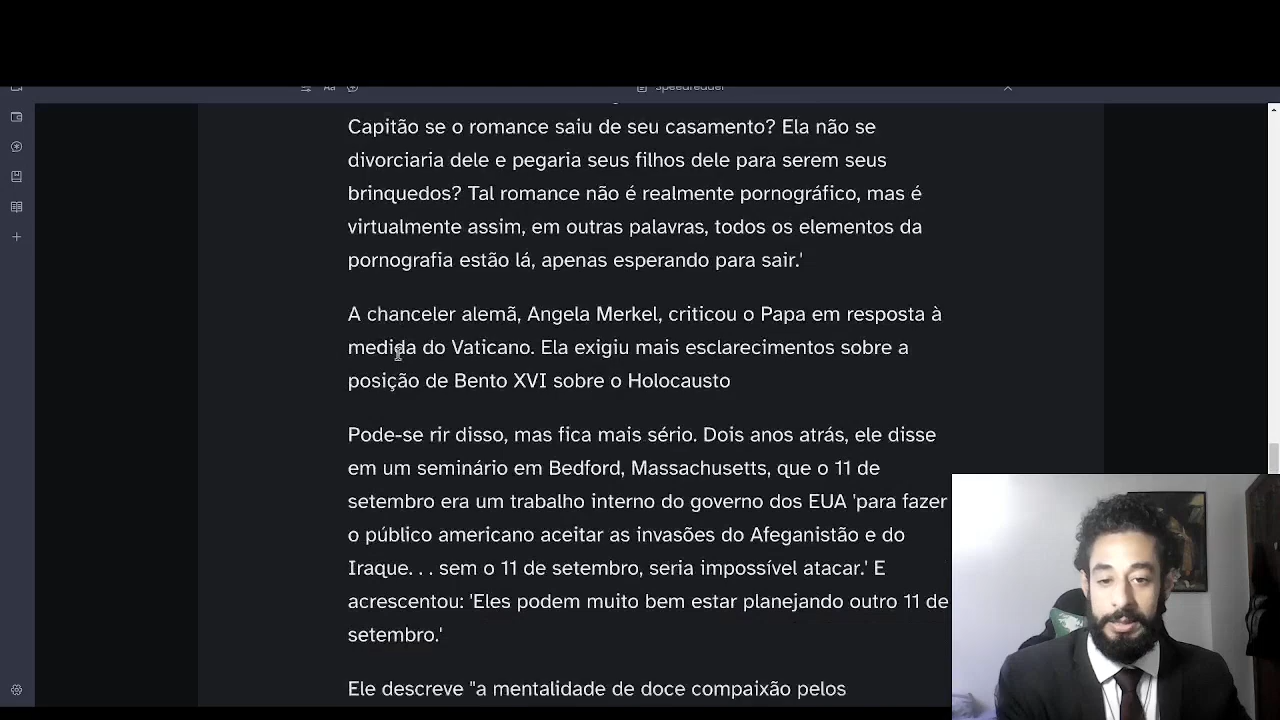 Aa
Speedreader
Capitão se o romance saiu de seu casamento? Ela não se
divorciaria dele e pegaria seus filhos dele para serem seus
brinquedos? Tal romance não é realmente pornográfico, mas é
virtualmente assim, em outras palavras, todos os elementos da
pornografia estão lá, apenas esperando para sair.'
A chanceler alemã, Angela Merkel, criticou o Papa em resposta à
medida do Vaticano. Ela exigiu mais esclarecimentos sobre a
posição de Bento XVI sobre o Holocausto
Pode-se rir disso, mas fica mais sério. Dois anos atrás, ele disse
em um seminário em Bedford, Massachusetts, que o 11 de
setembro era um trabalho interno do governo dos EUA 'para fazer
o público americano aceitar as invasões do Afeganistão e do
Iraque. . . sem o 11 de setembro, seria impossível atacar.' E
acrescentou: 'Eles podem muito bem estar planejando outro 11 de
setembro.'
Ele descreve "a mentalidade de doce compaixão pelos